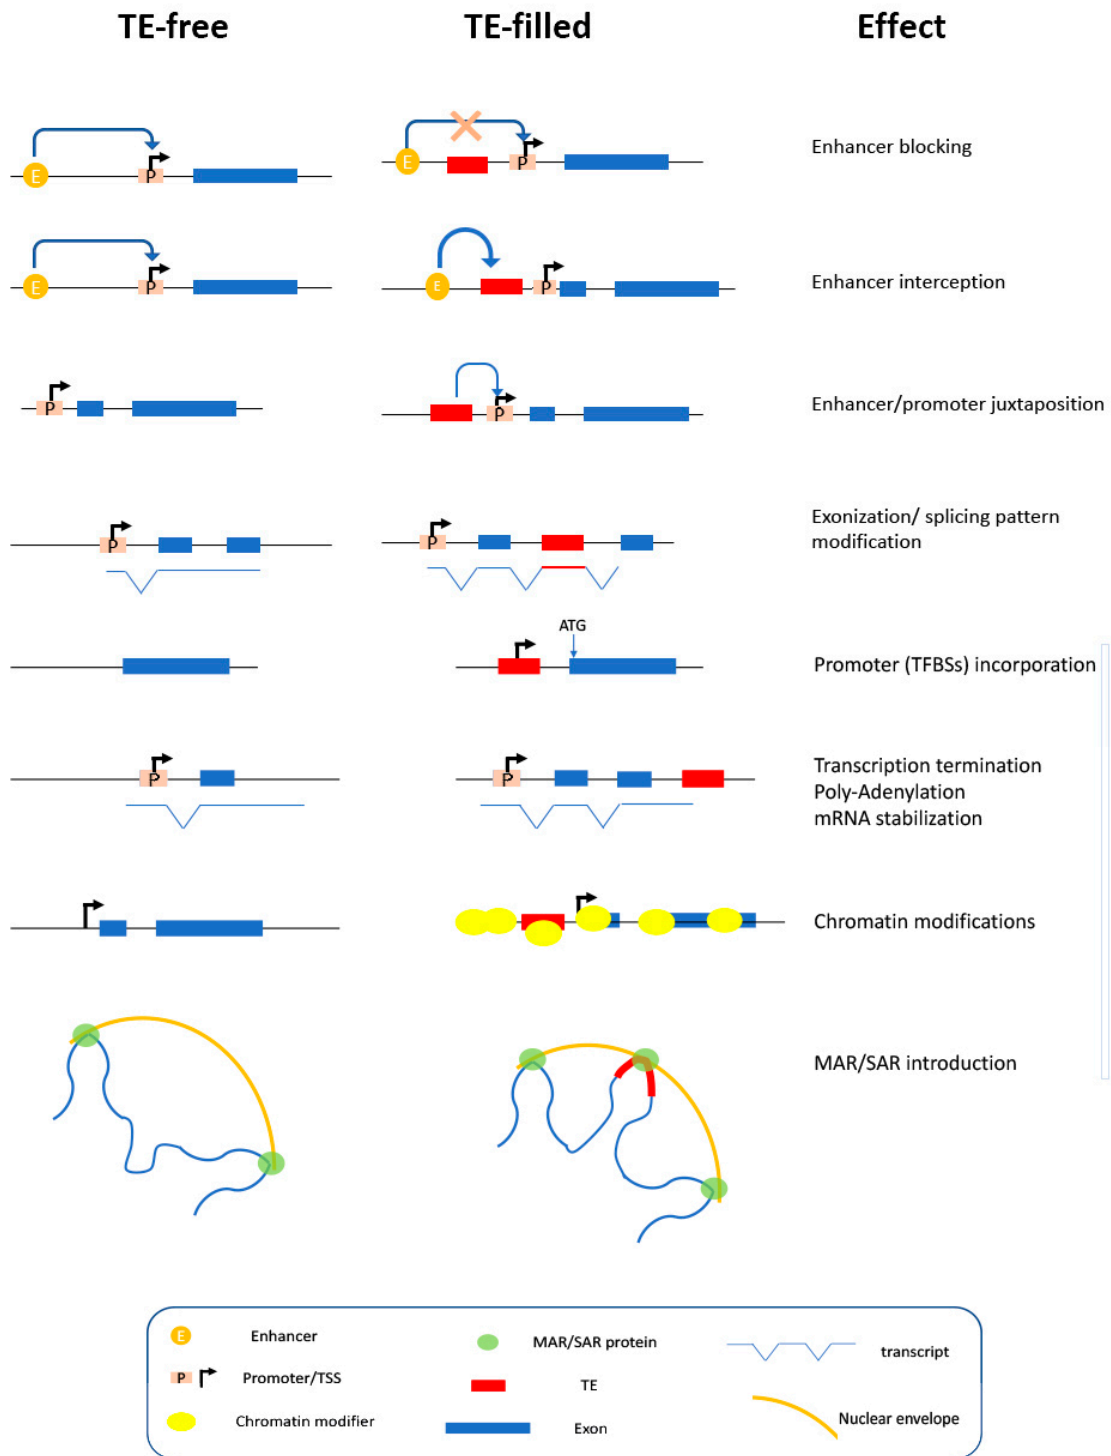 TE-free TE-filled Effect
E P E P Enhancer blocking
E P E P Enhancer interception
P P Enhancer/promoter juxtaposition
P P Exonization/ splicing pattern
modification
ATG
Promoter (TFBSs) incorporation
P P Transcription termination
Poly-Adenylation
mRNA stabilization
Chromatin modifications
MAR/SAR introduction
E Enhancer MAR/SAR protein transcript
P Promoter/TSS TE
Chromatin modifier Exon Nuclear envelope